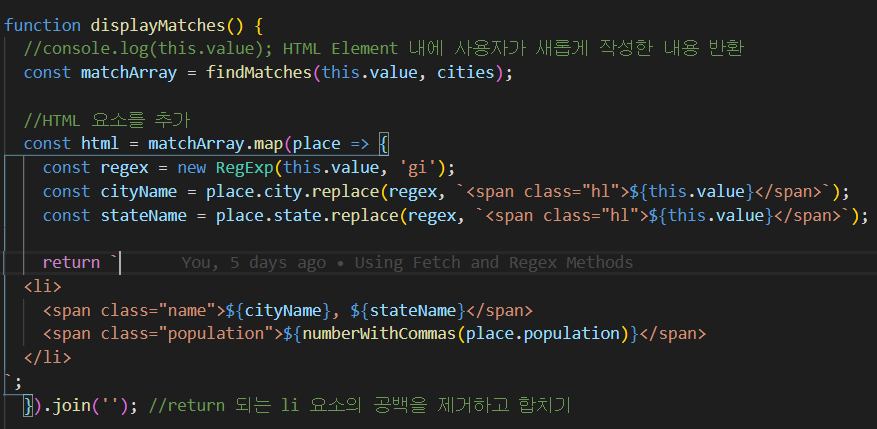 function displayMatches() {
  //console.log(this.value); HTML Element 내에 사용자가 새롭게 작성한 내용 반환
  const matchArray = findMatches(this.value, cities);

  //HTML 요소를 추가
  const html = matchArray.map(place => {
    const regex = new RegExp(this.value, 'gi');
    const cityName = place.city.replace(regex, `<span class="hl">${this.value}</span>`);
    const stateName = place.state.replace(regex, `<span class="hl">${this.value}</span>`);

    return ` You, 5 days ago • Using Fetch and Regex Methods
  <li>
    <span class="name">${cityName}, ${stateName}</span>
    <span class="population">${numberWithCommas(place.population)}</span>
  </li>
`;
  }).join(''); //return 되는 li 요소의 공백을 제거하고 합치기